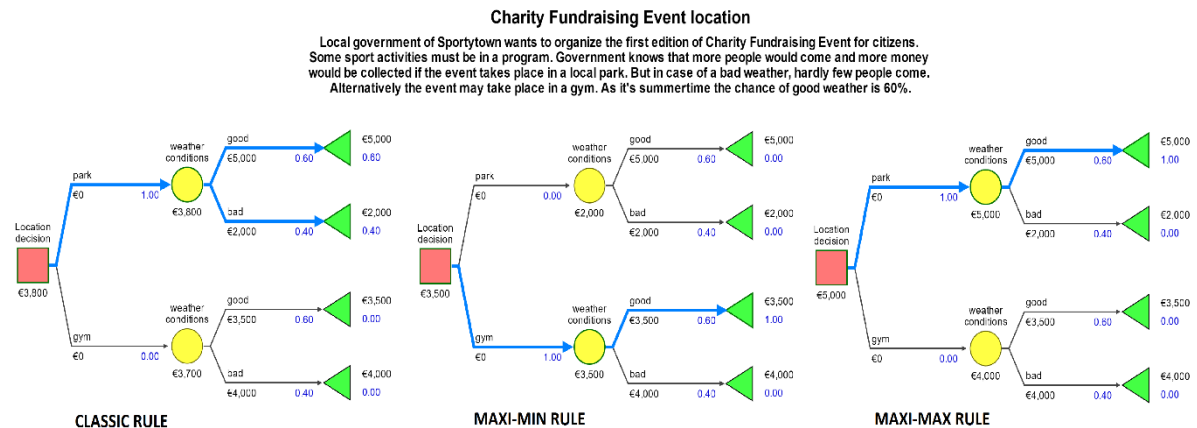 Charity Fundraising Event location
Local government of Sportytown wants to organize the first edition of Charity Fundraising Event for citizens.
Some sport activities must be in a program. Government knows that more people would come and more money
would be collected if the event takes place in a local park. But in case of a bad weather, hardly few people come.
Alternatively the event may take place in a gym. As it's summertime the chance of good weather is 60%.
Location
decision
€3,800
park
€0 1.00
weather
conditions
€3,800
good
€5,000 0.60
€5,000
0.60
bad
€2,000 0.40
€2,000
0.40
gym
€0 0.00
weather
conditions
€3,700
good
€3,500 0.60
€3,500
0.00
bad
€4,000 0.40
€4,000
0.00
CLASSIC RULE
Location
decision
€3,500
park
€0 0.00
weather
conditions
€2,000
good
€5,000 0.60
€5,000
0.00
bad
€2,000 0.40
€2,000
0.00
gym
€0 1.00
weather
conditions
€3,500
good
€3,500 0.60
€3,500
1.00
bad
€4,000 0.40
€4,000
0.00
MAXI-MIN RULE
Location
decision
€5,000
park
€0 1.00
weather
conditions
€5,000
good
€5,000 0.60
€5,000
1.00
bad
€2,000 0.40
€2,000
0.00
gym
€0 0.00
weather
conditions
€4,000
good
€3,500 0.60
€3,500
0.00
bad
€4,000 0.40
€4,000
0.00
MAXI-MAX RULE